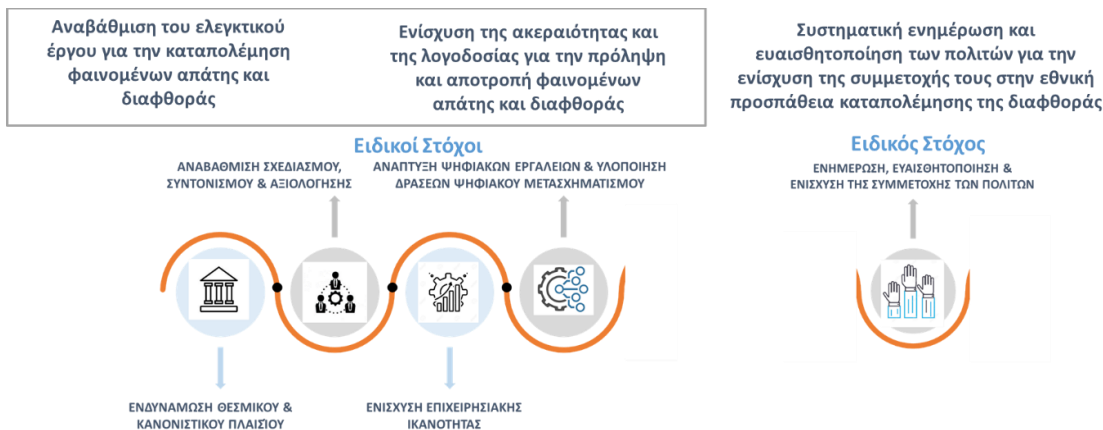 Αναβάθμιση του ελεγκτικού
έργου για την καταπολέμηση
φαινομένων απάτης και
διαφθοράς
Ενίσχυση της ακεραιότητας και
της λογοδοσίας για την πρόληψη
και αποτροπή φαινομένων
απάτης και διαφθοράς
Συστηματική ενημέρωση και
ευαισθητοποίηση των πολιτών για την
ενίσχυση της συμμετοχής τους στην εθνική
προσπάθεια καταπολέμησης της διαφθοράς
Ειδικοί Στόχοι
ΑΝΑΒΑΘΜΙΣΗ ΣΧΕΔΙΑΣΜΟΥ,
ΣΥΝΤΟΝΙΣΜΟΥ & ΑΞΙΟΛΟΓΗΣΗΣ
ΑΝΑΠΤΥΞΗ ΨΗΦΙΑΚΩΝ ΕΡΓΑΛΕΙΩΝ & ΥΛΟΠΟΙΗΣΗ
ΔΡΑΣΕΩΝ ΨΗΦΙΑΚΟΥ ΜΕΤΑΣΧΗΜΑΤΙΣΜΟΥ
Ειδικός Στόχος
ΕΝΗΜΕΡΩΣΗ, ΕΥΑΙΣΘΗΤΟΠΟΙΗΣΗ &
ΕΝΙΣΧΥΣΗ ΤΗΣ ΣΥΜΜΕΤΟΧΗΣ ΤΩΝ ΠΟΛΙΤΩΝ
ΕΝΔΥΝΑΜΩΣΗ ΘΕΣΜΙΚΟΥ &
ΚΑΝΟΝΙΣΤΙΚΟΥ ΠΛΑΙΣΙΟΥ
ΕΝΙΣΧΥΣΗ ΕΠΙΧΕΙΡΗΣΙΑΚΗΣ
ΙΚΑΝΟΤΗΤΑΣ